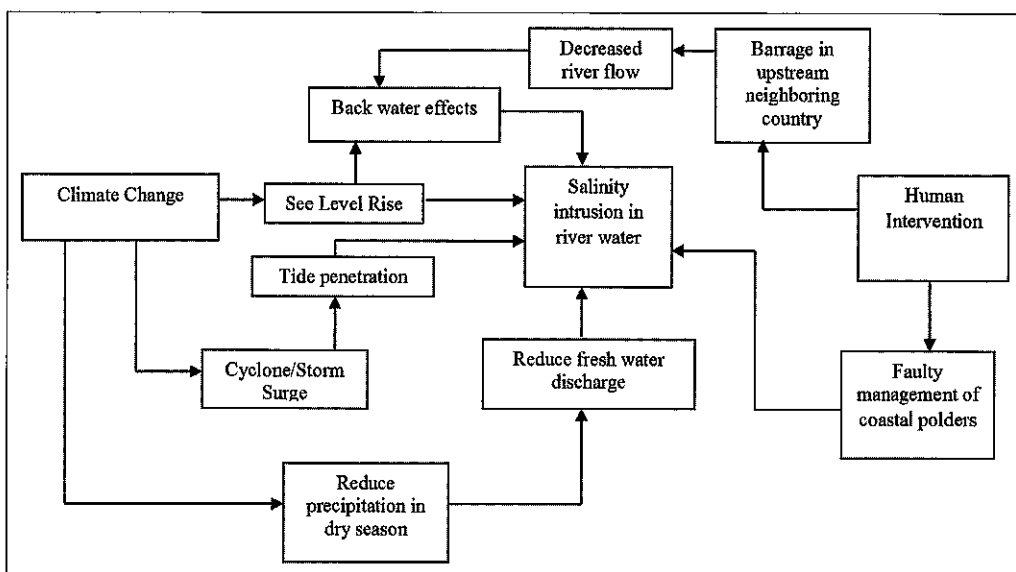 Decreased
river flow
Barrage in
upstream
neighboring
country
Back water effects
Climate Change
See Level Rise
Salinity
intrusion in
river water
Human
Intervention
Tide penetration
Cyclone/Storm
Surge
Reduce fresh water
discharge
Faulty
management of
coastal polders
Reduce
precipitation in
dry season